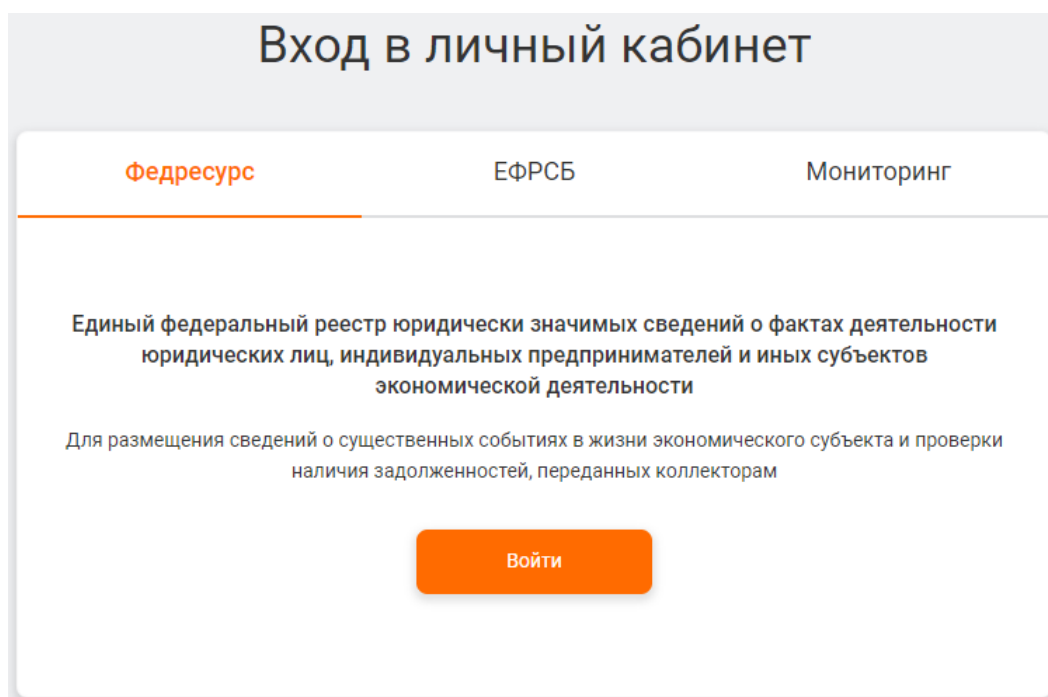 Вход в личный кабинет
Федресурс ЕФРСБ Мониторинг
Единый федеральный реестр юридически значимых сведений о фактах деятельности
юридических лиц, индивидуальных предпринимателей и иных субъектов
экономической деятельности
Для размещения сведений о существенных событиях в жизни экономического субъекта и проверки
наличия задолженностей, переданных коллекторам
Войти